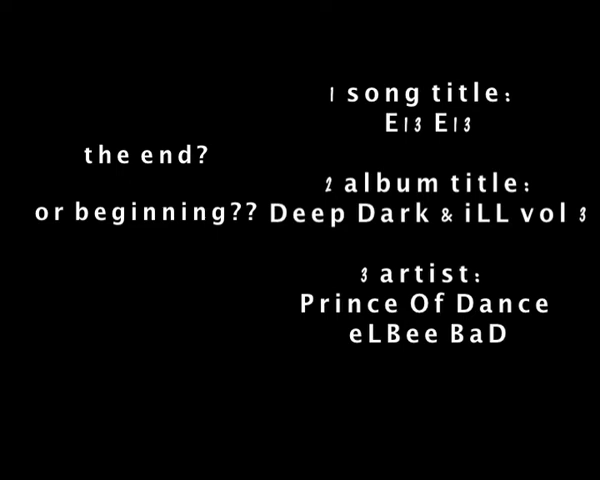 the end?
or beginning??
1 song title:
E13 E13
2 album title:
Deep Dark & iLL vol 3
3 artist:
Prince Of Dance
eLBee BaD